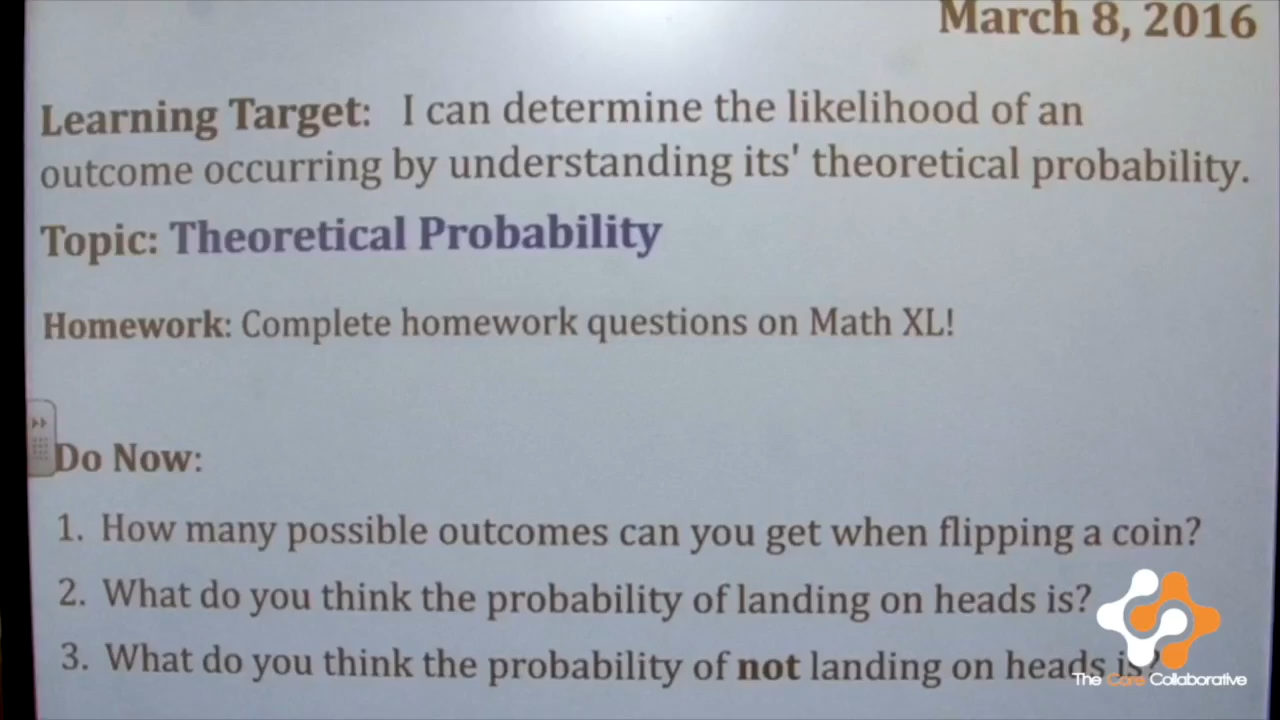 March 8, 2016
Learning Target: I can determine the likelihood of an
outcome occurring by understanding its' theoretical probability.
Topic: Theoretical Probability
Homework: Complete homework questions on Math XL!
Do Now:
1. How many possible outcomes can you get when flipping a coin?
2. What do you think the probability of landing on heads is?
3. What do you think the probability of not landing on heads is?
The Core Collaborative